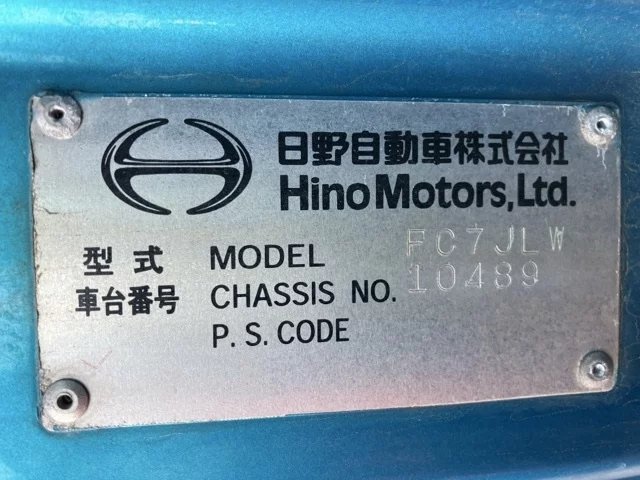 日野自動車株式会社
Hino Motors, Ltd.
型式 MODEL FC7JLW
車台番号 CHASSIS NO. 10489
P. S. CODE